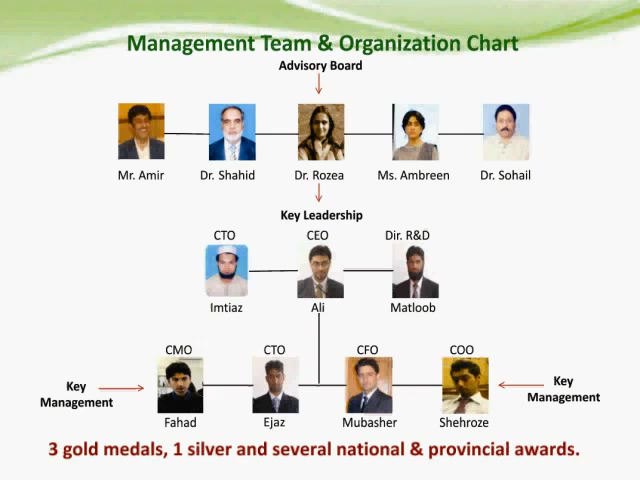 Management Team & Organization Chart
Advisory Board
Mr. Amir Dr. Shahid Dr. Rozea Ms. Ambreen Dr. Sohail
Key Leadership
CTO CEO Dir. R&D
Imtiaz Ali Matloob
CMO CTO CFO COO
Key Management
Key Management
Fahad Ejaz Mubasher Shehroze
3 gold medals, 1 silver and several national & provincial awards.